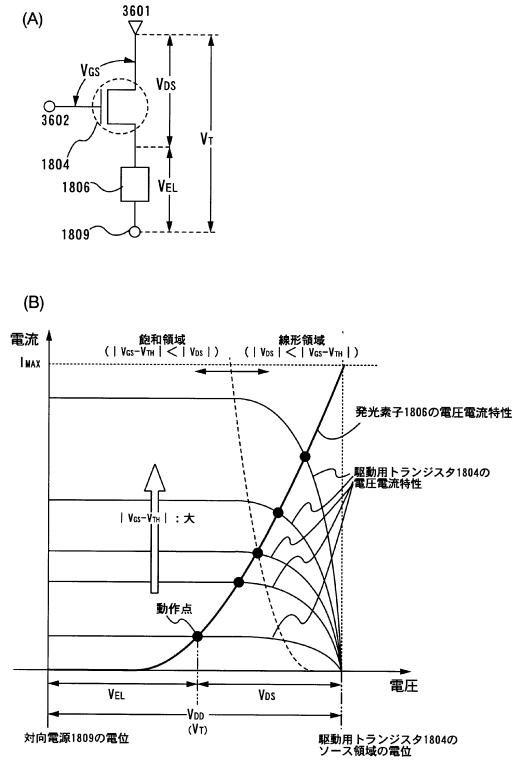 (A)
3601
VGS
VDS
3602
VT
1804
1806
VEL
1809
(B)
電流
飽和領域
(|VGS-VTH|<|VDS|)
線形領域
(|VDS|<|VGS-VTH|)
IMAX
発光素子1806の電圧電流特性
駆動用トランジスタ1804の
電圧電流特性
|VGS-VTH|:大
動作点
電圧
VEL
VDS
VDD
(VT)
対向電源1809の電位
駆動用トランジスタ1804の
ソース領域の電位